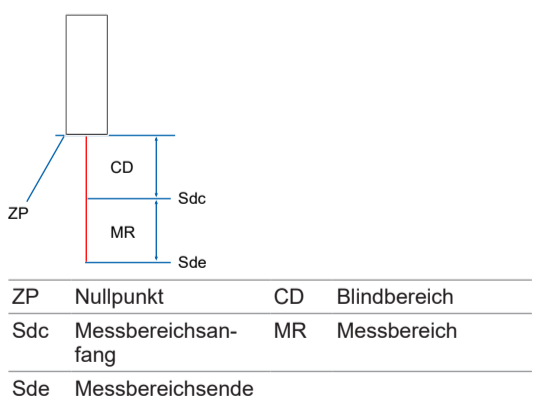 CD
Sdc
ZP
MR
Sde
ZP Nullpunkt CD Blindbereich
Sdc Messbereichsan- MR Messbereich
fang
Sde Messbereichsende